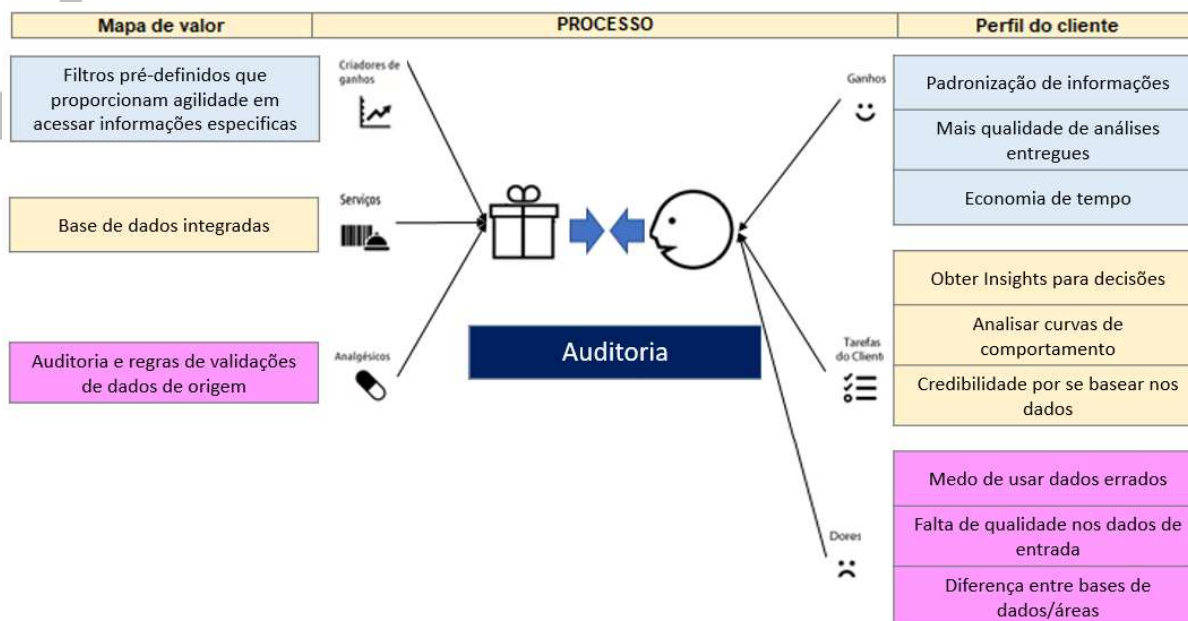 Mapa de valor
PROCESSO
Perfil do cliente
Filtros pré-definidos que
proporcionam agilidade em
acessar informações especificas
Criadores de
ganhos
Ganhos
Padronização de informações
Mais qualidade de análises
entregues
Economia de tempo
Base de dados integradas
Serviços
Obter Insights para decisões
Analisar curvas de
comportamento
Credibilidade por se basear nos
dados
Auditoria
Tarefas
do Client
Auditoria e regras de validações
de dados de origem
Analgésicos
Dores
Medo de usar dados errados
Falta de qualidade nos dados de
entrada
Diferença entre bases de
dados/áreas